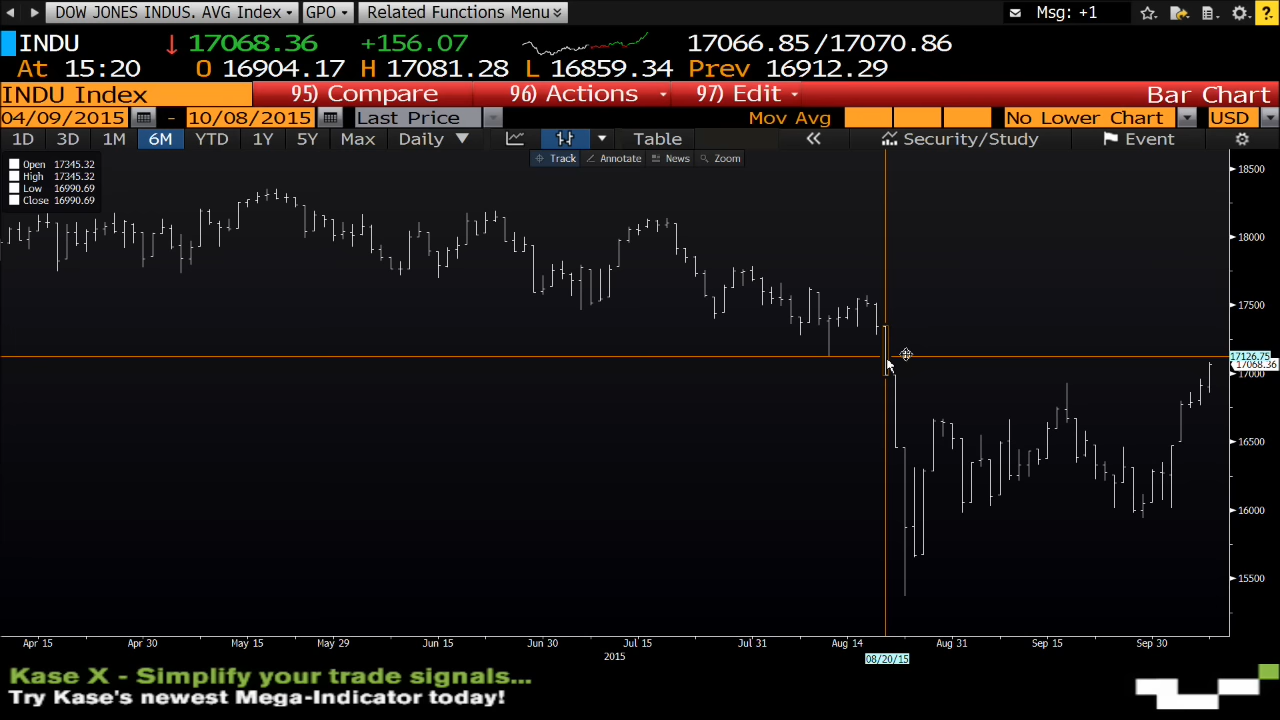 DOW JONES INDUS. AVG Index GPO Related Functions Menu Msg: +1 ?
INDU ↓ 17068.36 +156.07 17066.85/17070.86
At 15:20 O 16904.17 H 17081.28 L 16859.34 Prev 16912.29
INDU Index 95) Compare 96) Actions 97) Edit Bar Chart
04/09/2015 - 10/08/2015 Last Price Mov Avg No Lower Chart USD
1D 3D 1M 6M YTD 1Y 5Y Max Daily Table Security/Study Event
Track Annotate News Zoom
Open 17345.32
High 17345.32
Low 16990.69
Close 16990.69
18500
18000
17500
17126.75
17068.36
17000
16500
16000
15500
Apr 15 Apr 30 May 15 May 29 Jun 15 Jun 30 Jul 15 Jul 31 Aug 14 Aug 31 Sep 15 Sep 30
2015 08/20/15
Kase X - Simplify your trade signals...
Try Kase's newest Mega-Indicator today!